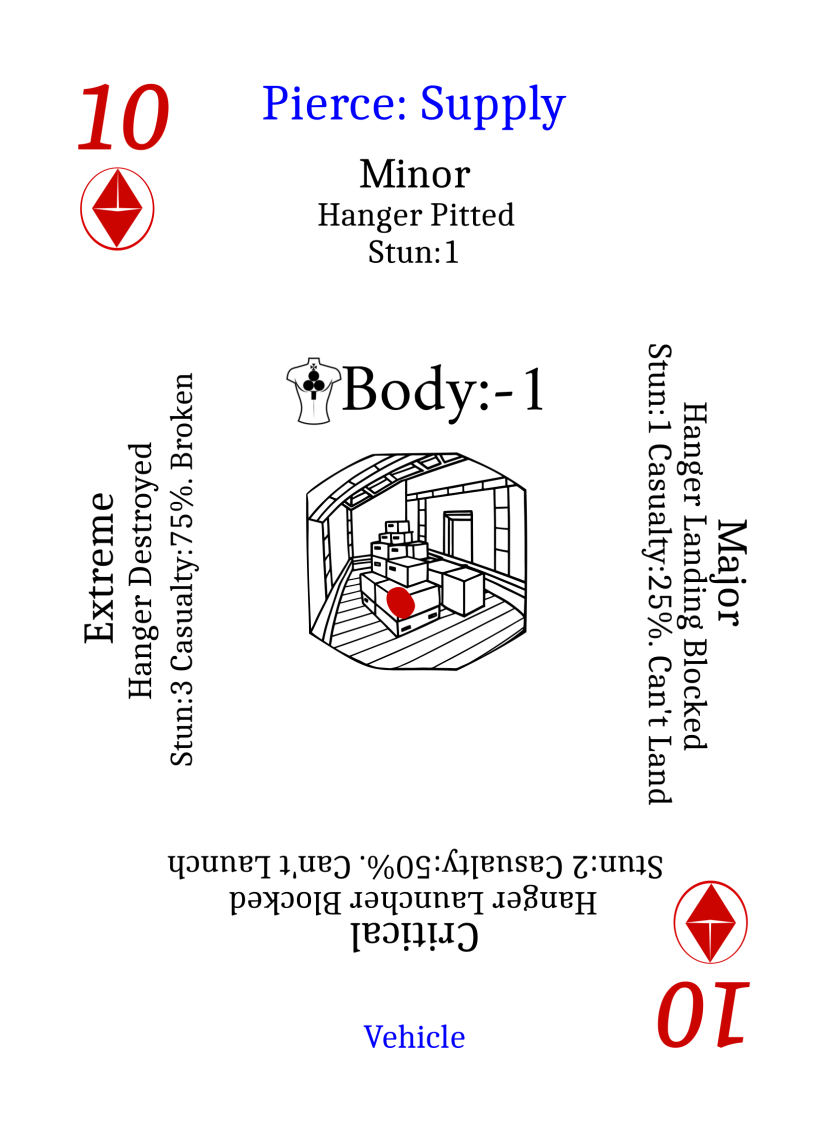 10
Pierce: Supply
Minor
Hanger Pitted
Stun:1
Body:-1
Major
Hanger Landing Blocked
Stun:1 Casualty:25%. Can't Land
Critical
Hanger Launcher Blocked
Stun:2 Casualty:50%. Can't Launch
Extreme
Hanger Destroyed
Stun:3 Casualty:75%. Broken
10
Vehicle